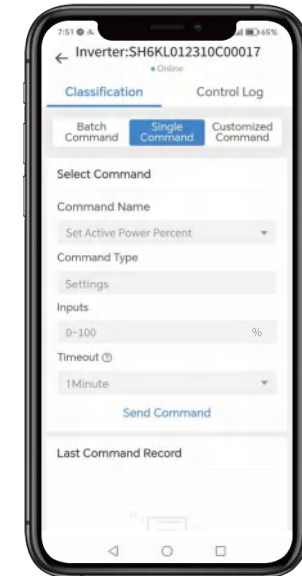 7:51
65%
Inverter:SH6KL012310C00017
Online
Classification Control Log
Batch Command Single Command Customized Command
Select Command
Command Name
Set Active Power Percent
Command Type
Settings
Inputs
0~100 %
Timeout ?
1Minute
Send Command
Last Command Record